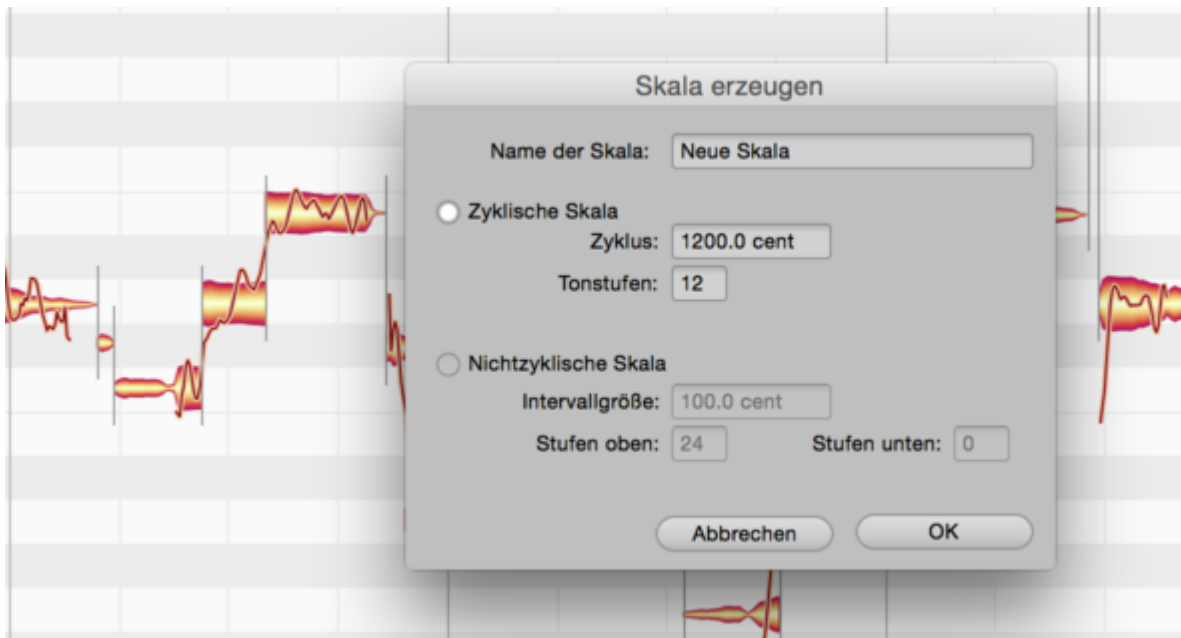 Skala erzeugen
Name der Skala: Neue Skala
Zyklische Skala
Zyklus: 1200.0 cent
Tonstufen: 12
Nichtzyklische Skala
Intervallgröße: 100.0 cent
Stufen oben: 24 Stufen unten: 0
Abbrechen OK